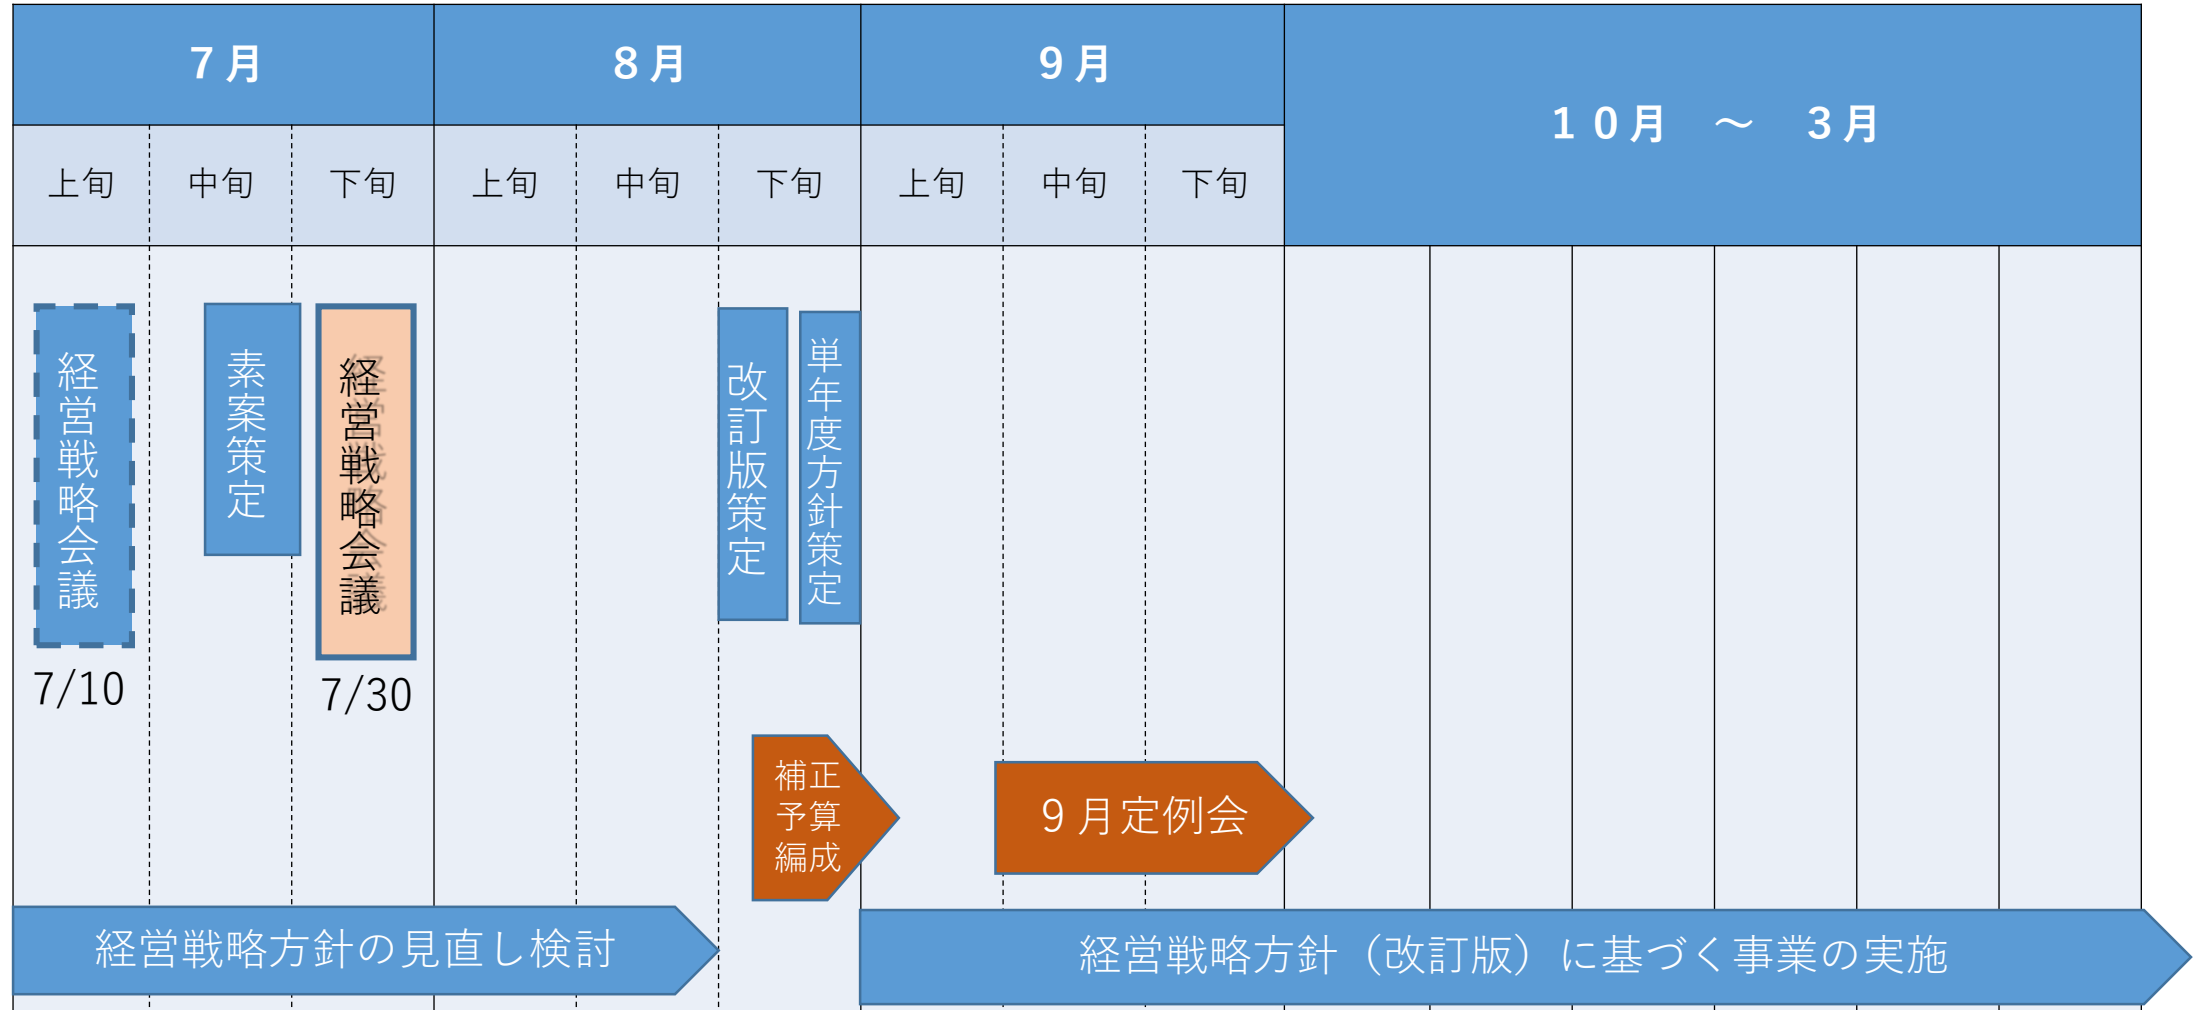 7月
8月
9月
10月　～　3月
上旬
中旬
下旬
上旬
中旬
下旬
上旬
中旬
下旬
経営戦略会議
7/10
素案策定
経営戦略会議
7/30
改訂版策定
単年度方針策定
補正
予算
編成
9月定例会
経営戦略方針の見直し検討
経営戦略方針（改訂版）に基づく事業の実施